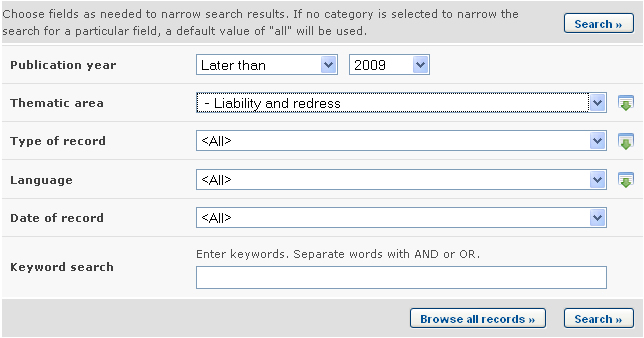 Choose fields as needed to narrow search results. If no category is selected to narrow the
search for a particular field, a default value of "all" will be used.
Search »
Publication year Later than 2009
Thematic area - Liability and redress
Type of record <All>
Language <All>
Date of record <All>
Enter keywords. Separate words with AND or OR.
Keyword search
Browse all records » Search »